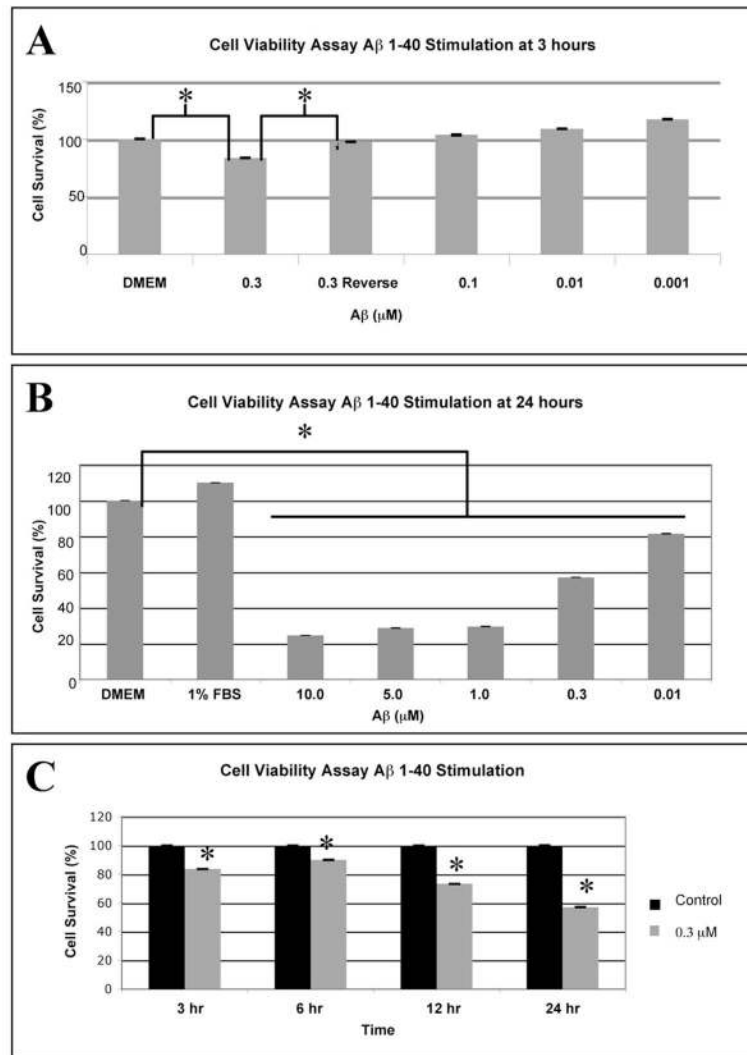 A
Cell Viability Assay Aβ 1-40 Stimulation at 3 hours
*
*
Cell Survival (%)
150
100
50
0
DMEM 0.3 0.3 Reverse 0.1 0.01 0.001
Aβ (μM)
B
Cell Viability Assay Aβ 1-40 Stimulation at 24 hours
*
Cell Survival (%)
120
100
80
60
40
20
0
DMEM 1% FBS 10.0 5.0 1.0 0.3 0.01
Aβ (μM)
C
Cell Viability Assay Aβ 1-40 Stimulation
Cell Survival (%)
120
100
80
60
40
20
0
* * * *
Control
0.3 μM
3 hr 6 hr 12 hr 24 hr
Time